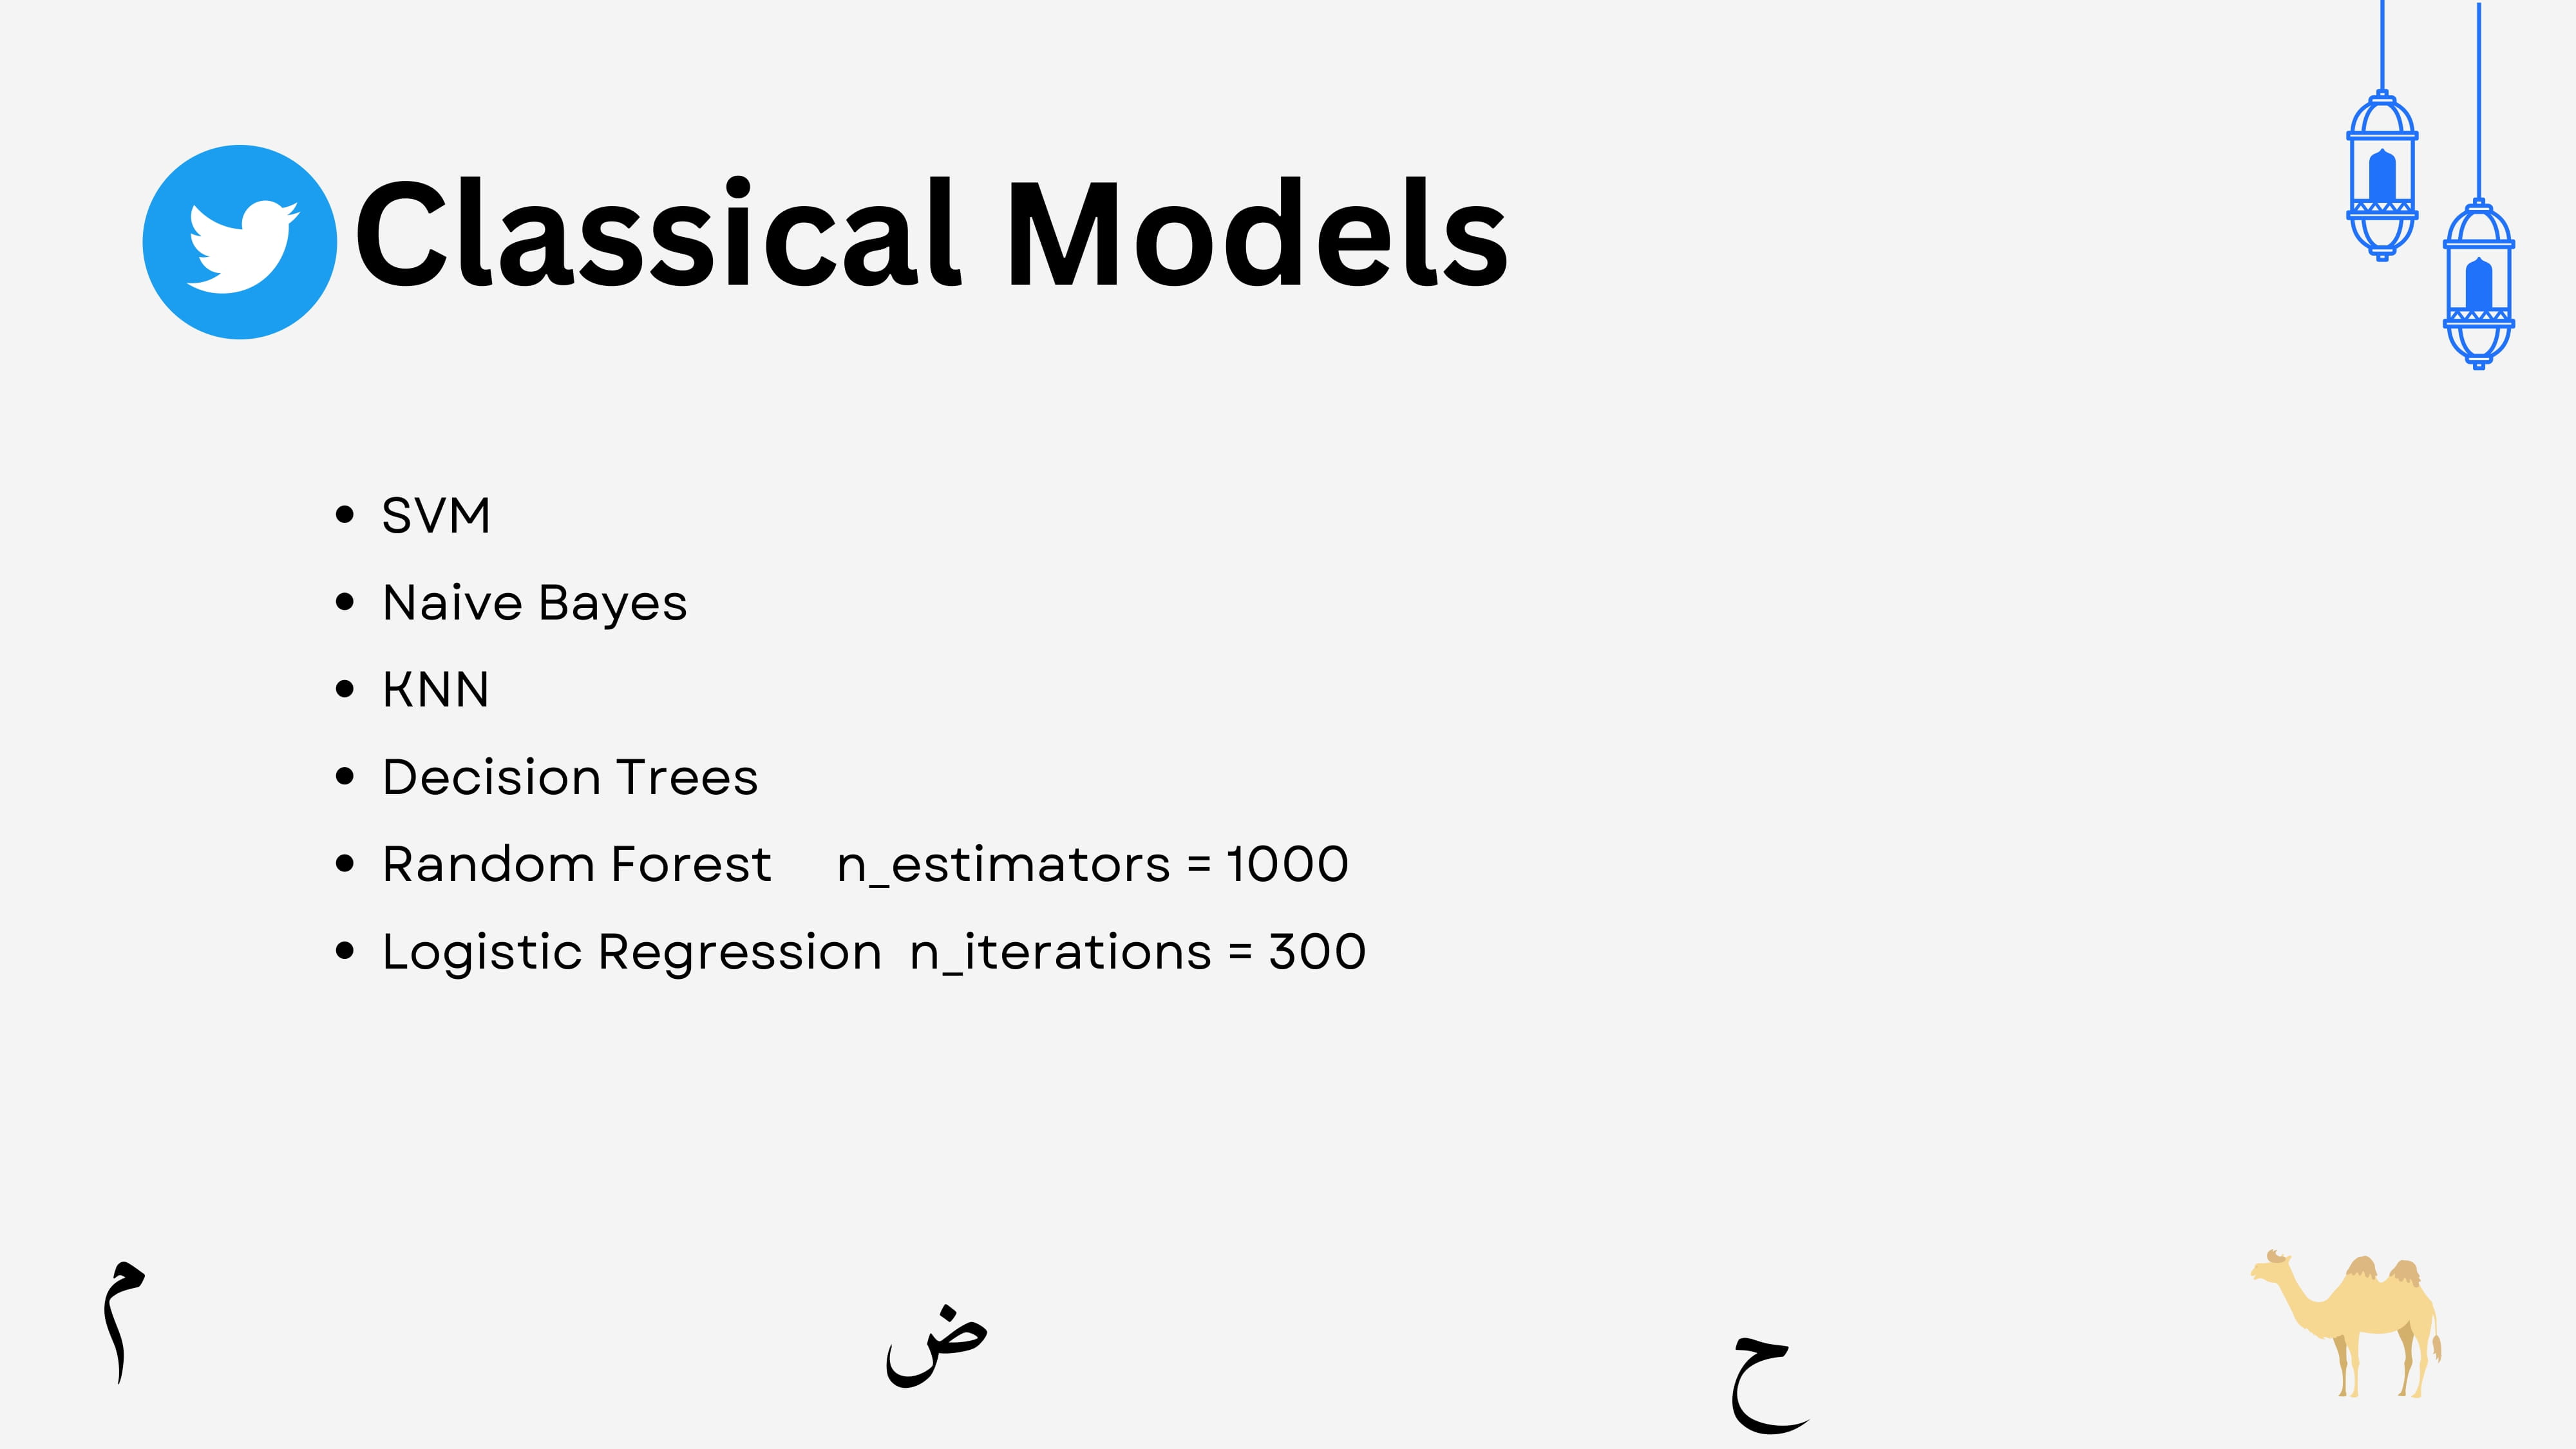 Classical Models
• SVM
• Naive Bayes
• KNN
• Decision Trees
• Random Forest n_estimators = 1000
• Logistic Regression n_iterations = 300
م
ض
ح